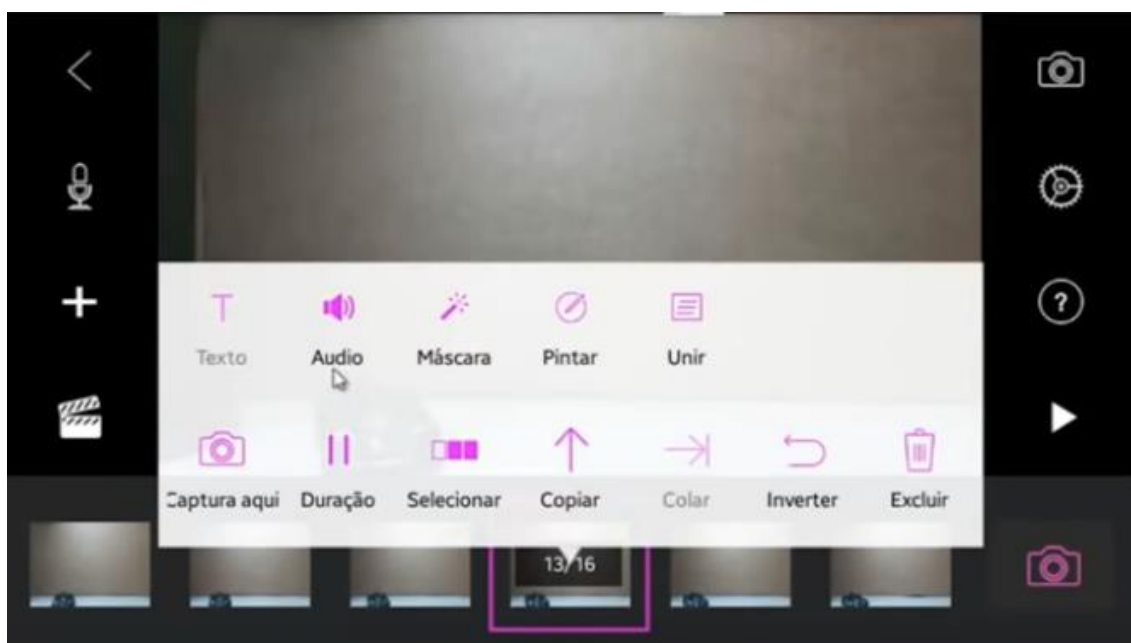 ?
Texto Audio Máscara Pintar Unir
Captura aqui Duração Selecionar Copiar Colar Inverter Excluir
13/16